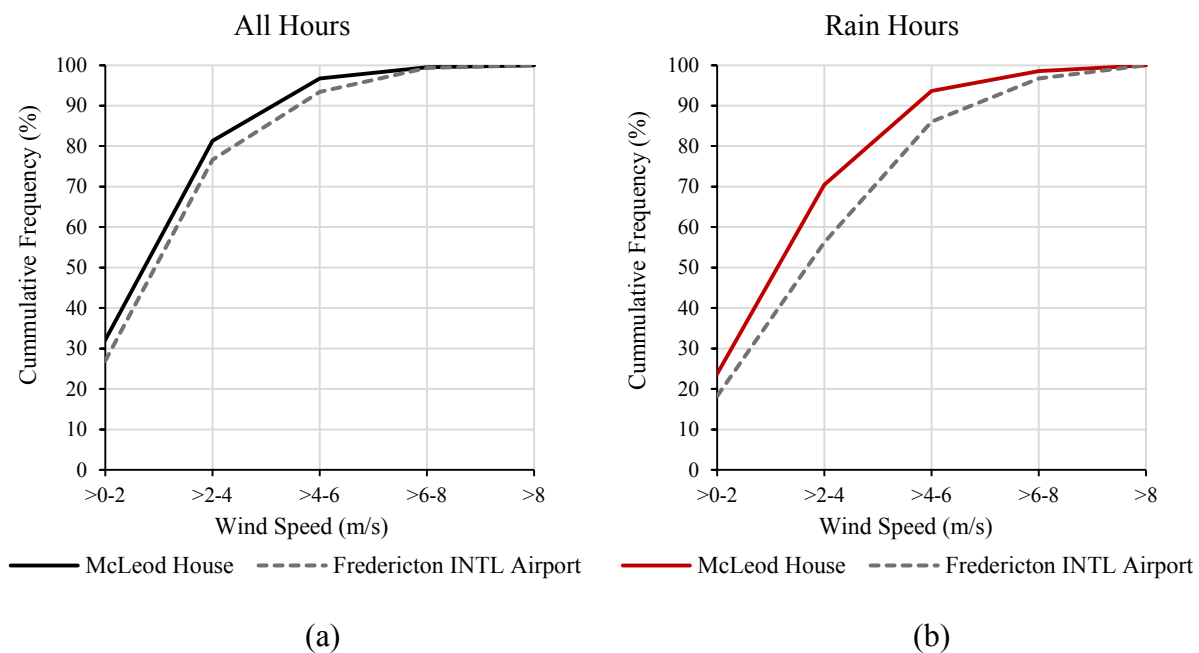 All Hours
Cummulative Frequency (%)
100
90
80
70
60
50
40
30
20
10
0
>0-2 >2-4 >4-6 >6-8 >8
Wind Speed (m/s)
McLeod House Fredericton INTL Airport
(a)
Rain Hours
Cummulative Frequency (%)
100
90
80
70
60
50
40
30
20
10
0
>0-2 >2-4 >4-6 >6-8 >8
Wind Speed (m/s)
McLeod House Fredericton INTL Airport
(b)